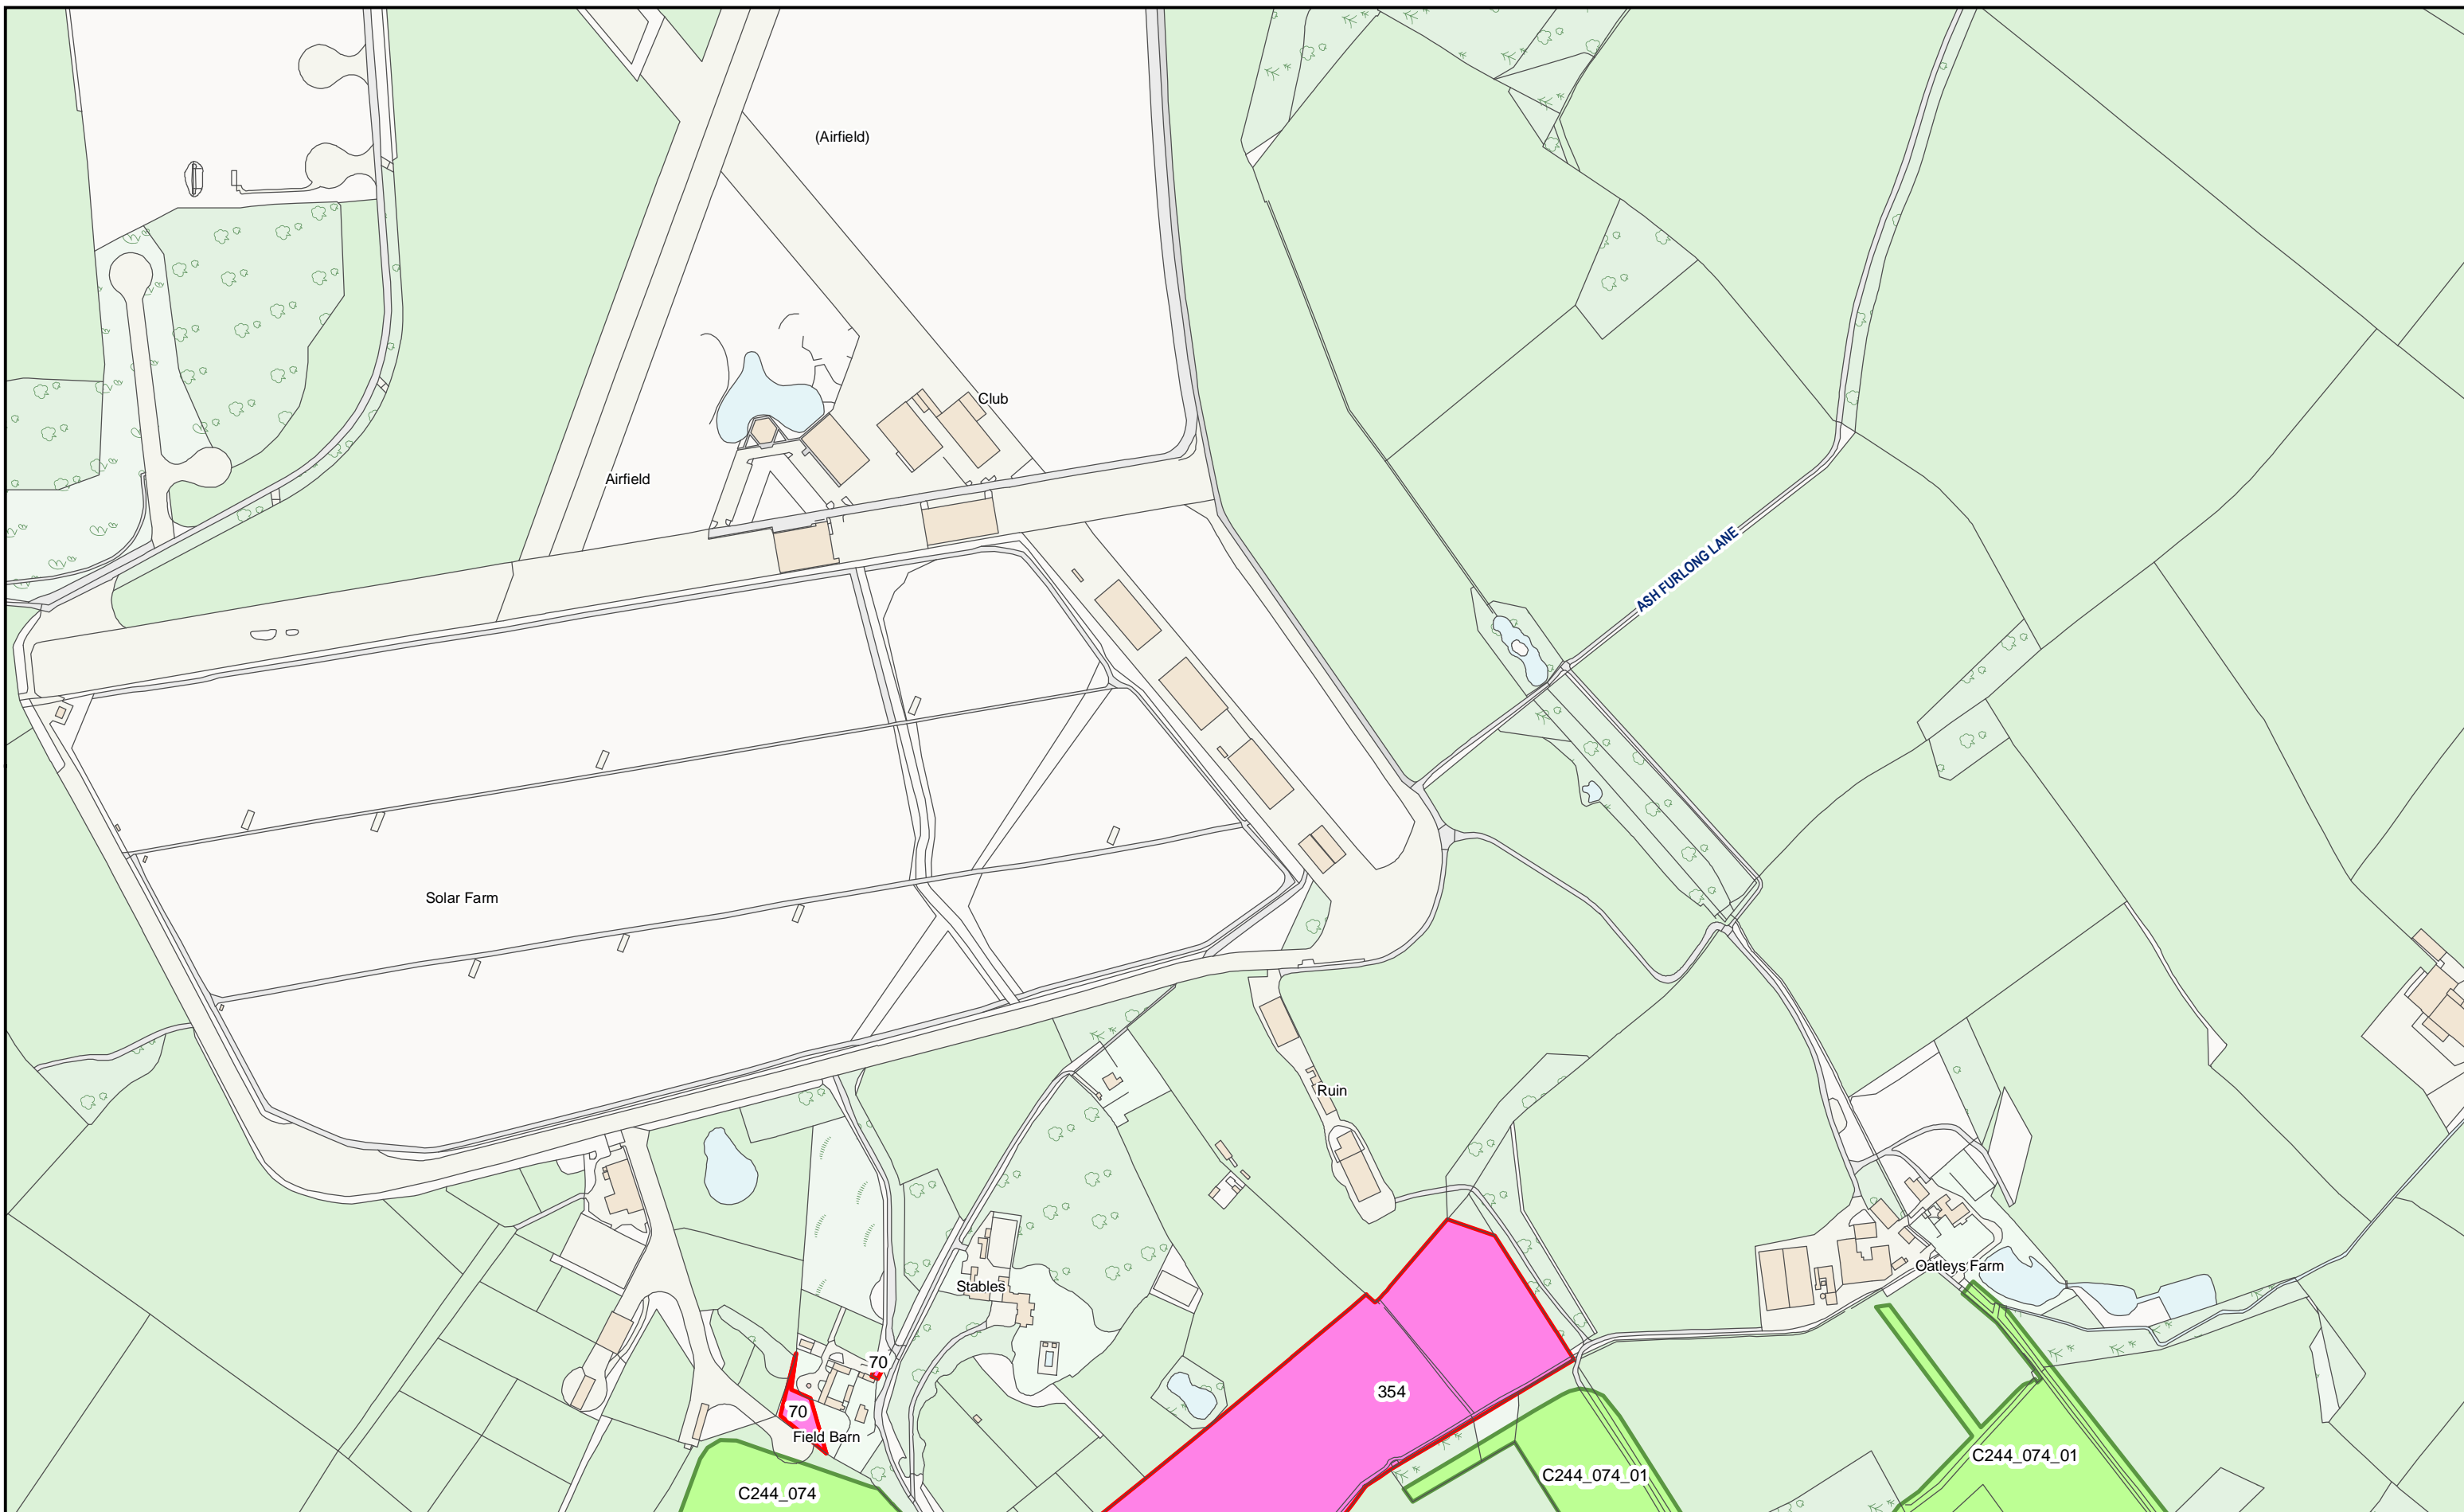 (Airfield)
Club
Airfield
ASH FURLONG LANE
Solar Farm
Ruin
Oatleys Farm
Stables
70
354
70
Field Barn
C244_074_01
C244_074_01
C244_074